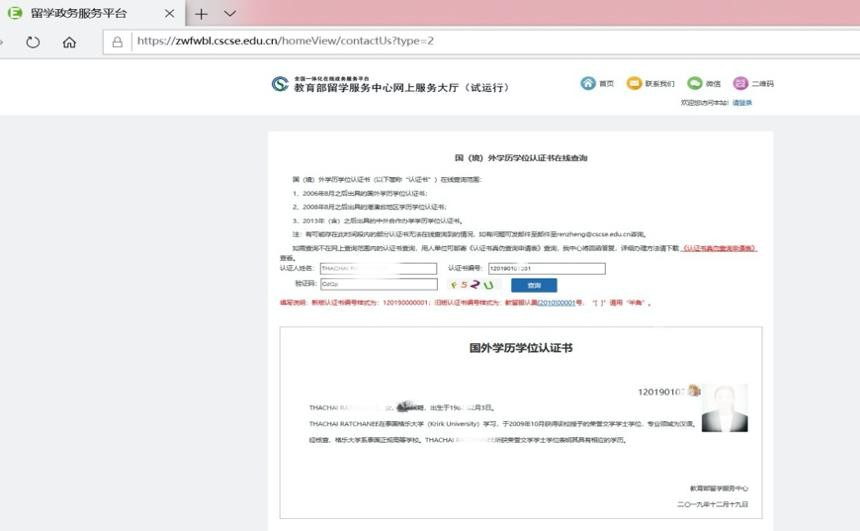 留学政务服务平台
https://zwfwbl.cscse.edu.cn/homeView/contactUs?type=2
全国一体化在线政务服务平台
教育部留学服务中心网上服务大厅（试运行）
首页 联系我们 微信 二维码
欢迎您访问本站！请登录
国（境）外学历学位认证书在线查询
国（境）外学历学位认证书（以下简称“认证书”）在线查询范围：
1、2006年8月之后出具的国外学历学位认证书；
2、2008年8月之后出具的港澳台地区学历学位认证书；
3、2013年（含）之后出具的中外合作办学学历学位认证书。
注：有可能存在此时间段内的部分认证书无法在线查询到的情况，如有问题可发邮件至邮件至renzheng@cscse.edu.cn咨询。
如需查询不在网上查询范围内的认证书查询，用人单位可邮寄《认证书真伪查询申请表》查询，我中心将函函答复，详细办理方法请下载《认证书真伪查询申请表》
查看。
认证人姓名： THACHAI 认证书编号：
验证码： 查询
填写说明：新版认证书编号样式为：120190000001；旧版认证书编号样式为：教留服认美[2010]00001号，“[ ]”请用“半角”。
国外学历学位认证书
120190107
THACHAI 出生于 月3日。
THACHAI RATCHANEE在泰国格乐大学（Krirk University）学习，于2009年10月获得该校授予的荣誉文学学士学位，专业领域为汉语。
经核查，格乐大学系泰国正规高等学校。THACHAI 所获荣誉文学学士学位表明其具有相应的学历。
教育部留学服务中心
二〇一九年十二月十九日